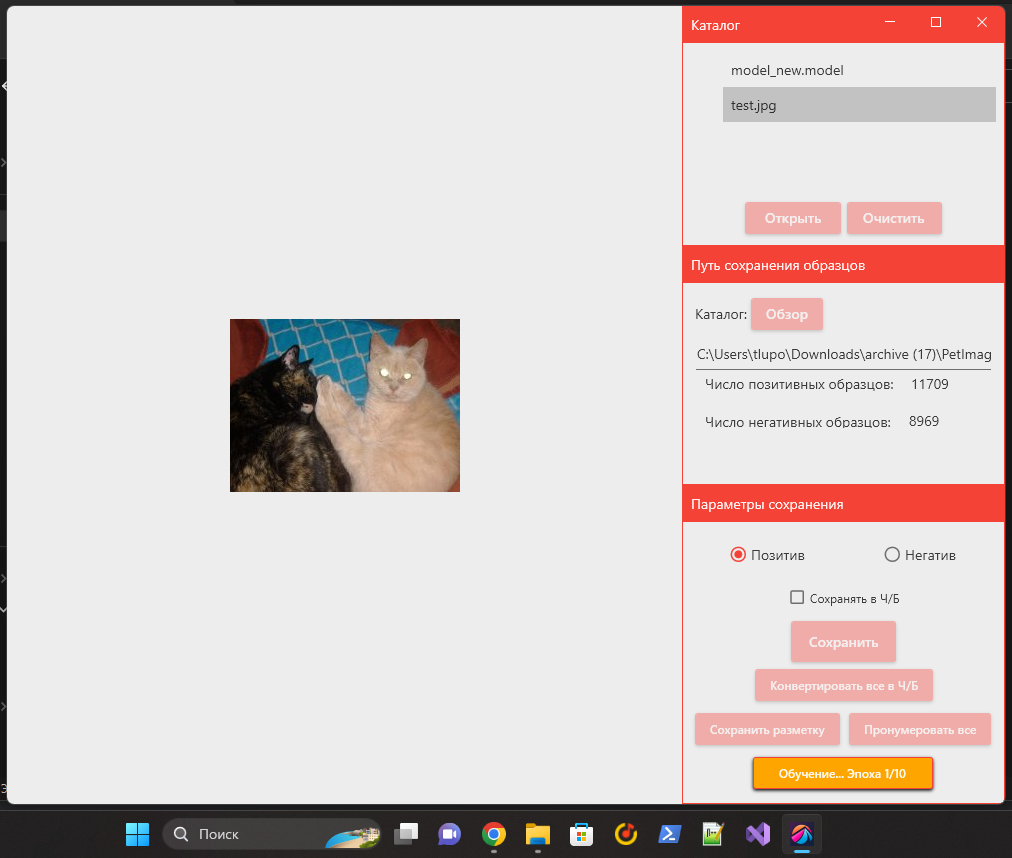 Каталог
model_new.model
test.jpg
Открыть
Очистить
Путь сохранения образцов
Каталог:
Обзор
C:\Users\tlupo\Downloads\archive (17)\PetImag
Число позитивных образцов: 11709
Число негативных образцов: 8969
Параметры сохранения
Позитив
Негатив
Сохранять в Ч/Б
Сохранить
Конвертировать все в Ч/Б
Сохранить разметку
Пронумеровать все
Обучение... Эпоха 1/10
Поиск